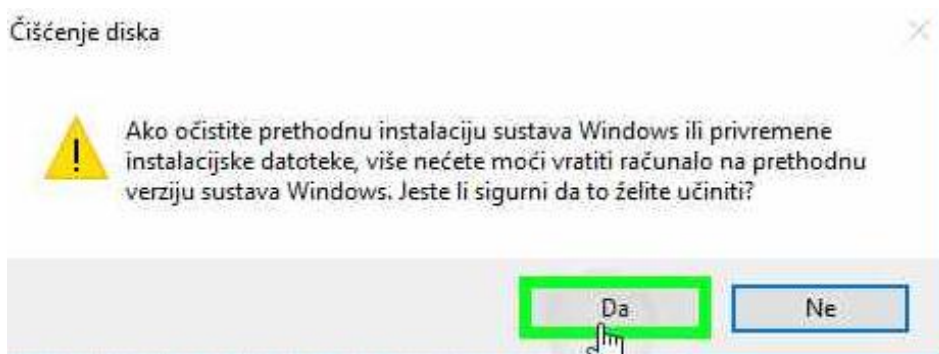 Čišćenje diska
Ako očistite prethodnu instalaciju sustava Windows ili privremene
instalacijske datoteke, više nećete moći vratiti računalo na prethodnu
verziju sustava Windows. Jeste li sigurni da to želite učiniti?
Da
Ne